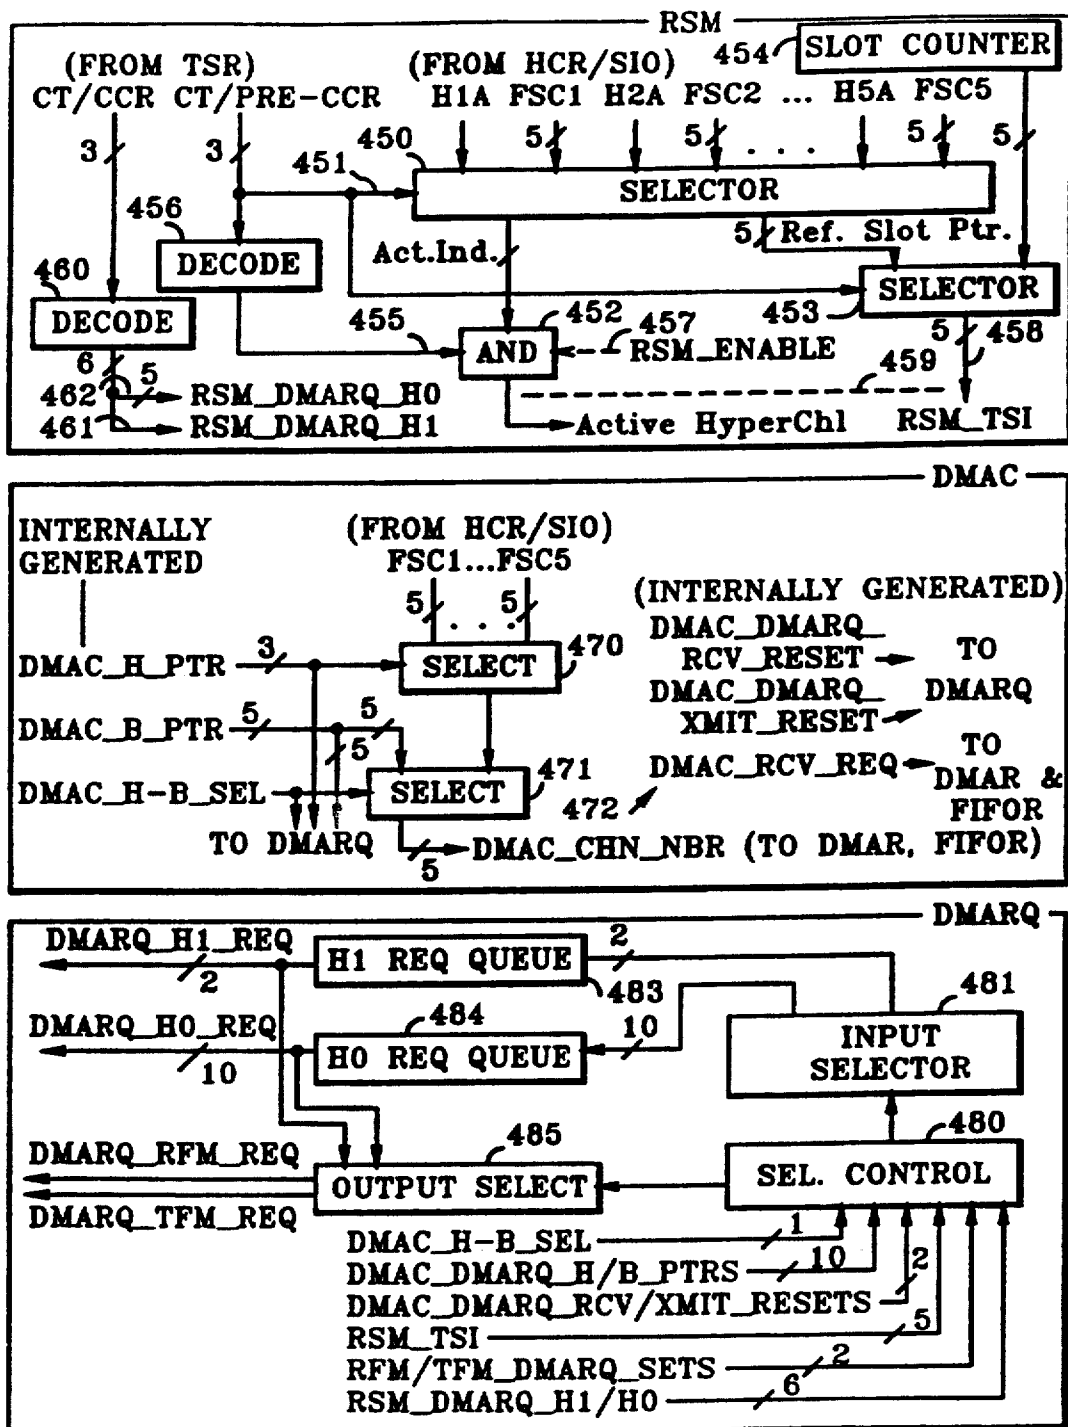 RSM
454
SLOT COUNTER
(FROM TSR)
(FROM HCR/SIO)
CT/CCR CT/PRE-CCR
H1A FSC1 H2A FSC2 ... H5A FSC5
3
3
450
5
5
. . .
5
5
451
SELECTOR
456
DECODE
Act.Ind.
5
Ref. Slot Ptr.
460
DECODE
SELECTOR
455
452
457
453
5
458
AND
RSM_ENABLE
6
5
459
462
RSM_DMARQ_H0
461
RSM_DMARQ_H1
Active HyperChl
RSM_TSI
DMAC
INTERNALLY
GENERATED
(FROM HCR/SIO)
FSC1...FSC5
5
. . .
5
(INTERNALLY GENERATED)
DMAC_DMARQ_
RCV_RESET
TO
DMARQ
DMAC_DMARQ_
XMIT_RESET
DMAC_H_PTR
3
SELECT
470
DMAC_B_PTR
5
5
5
DMAC_H-B_SEL
SELECT
471
472
DMAC_RCV_REQ
TO
DMAR &
FIFOR
TO DMARQ
5
DMAC_CHN_NBR (TO DMAR, FIFOR)
DMARQ
DMARQ_H1_REQ
2
H1 REQ QUEUE
2
483
481
DMARQ_H0_REQ
10
484
H0 REQ QUEUE
10
INPUT
SELECTOR
480
DMARQ_RFM_REQ
485
OUTPUT SELECT
SEL. CONTROL
DMARQ_TFM_REQ
DMAC_H-B_SEL
1
DMAC_DMARQ_H/B_PTRS
10
DMAC_DMARQ_RCV/XMIT_RESETS
2
RSM_TSI
5
RFM/TFM_DMARQ_SETS
2
RSM_DMARQ_H1/H0
6